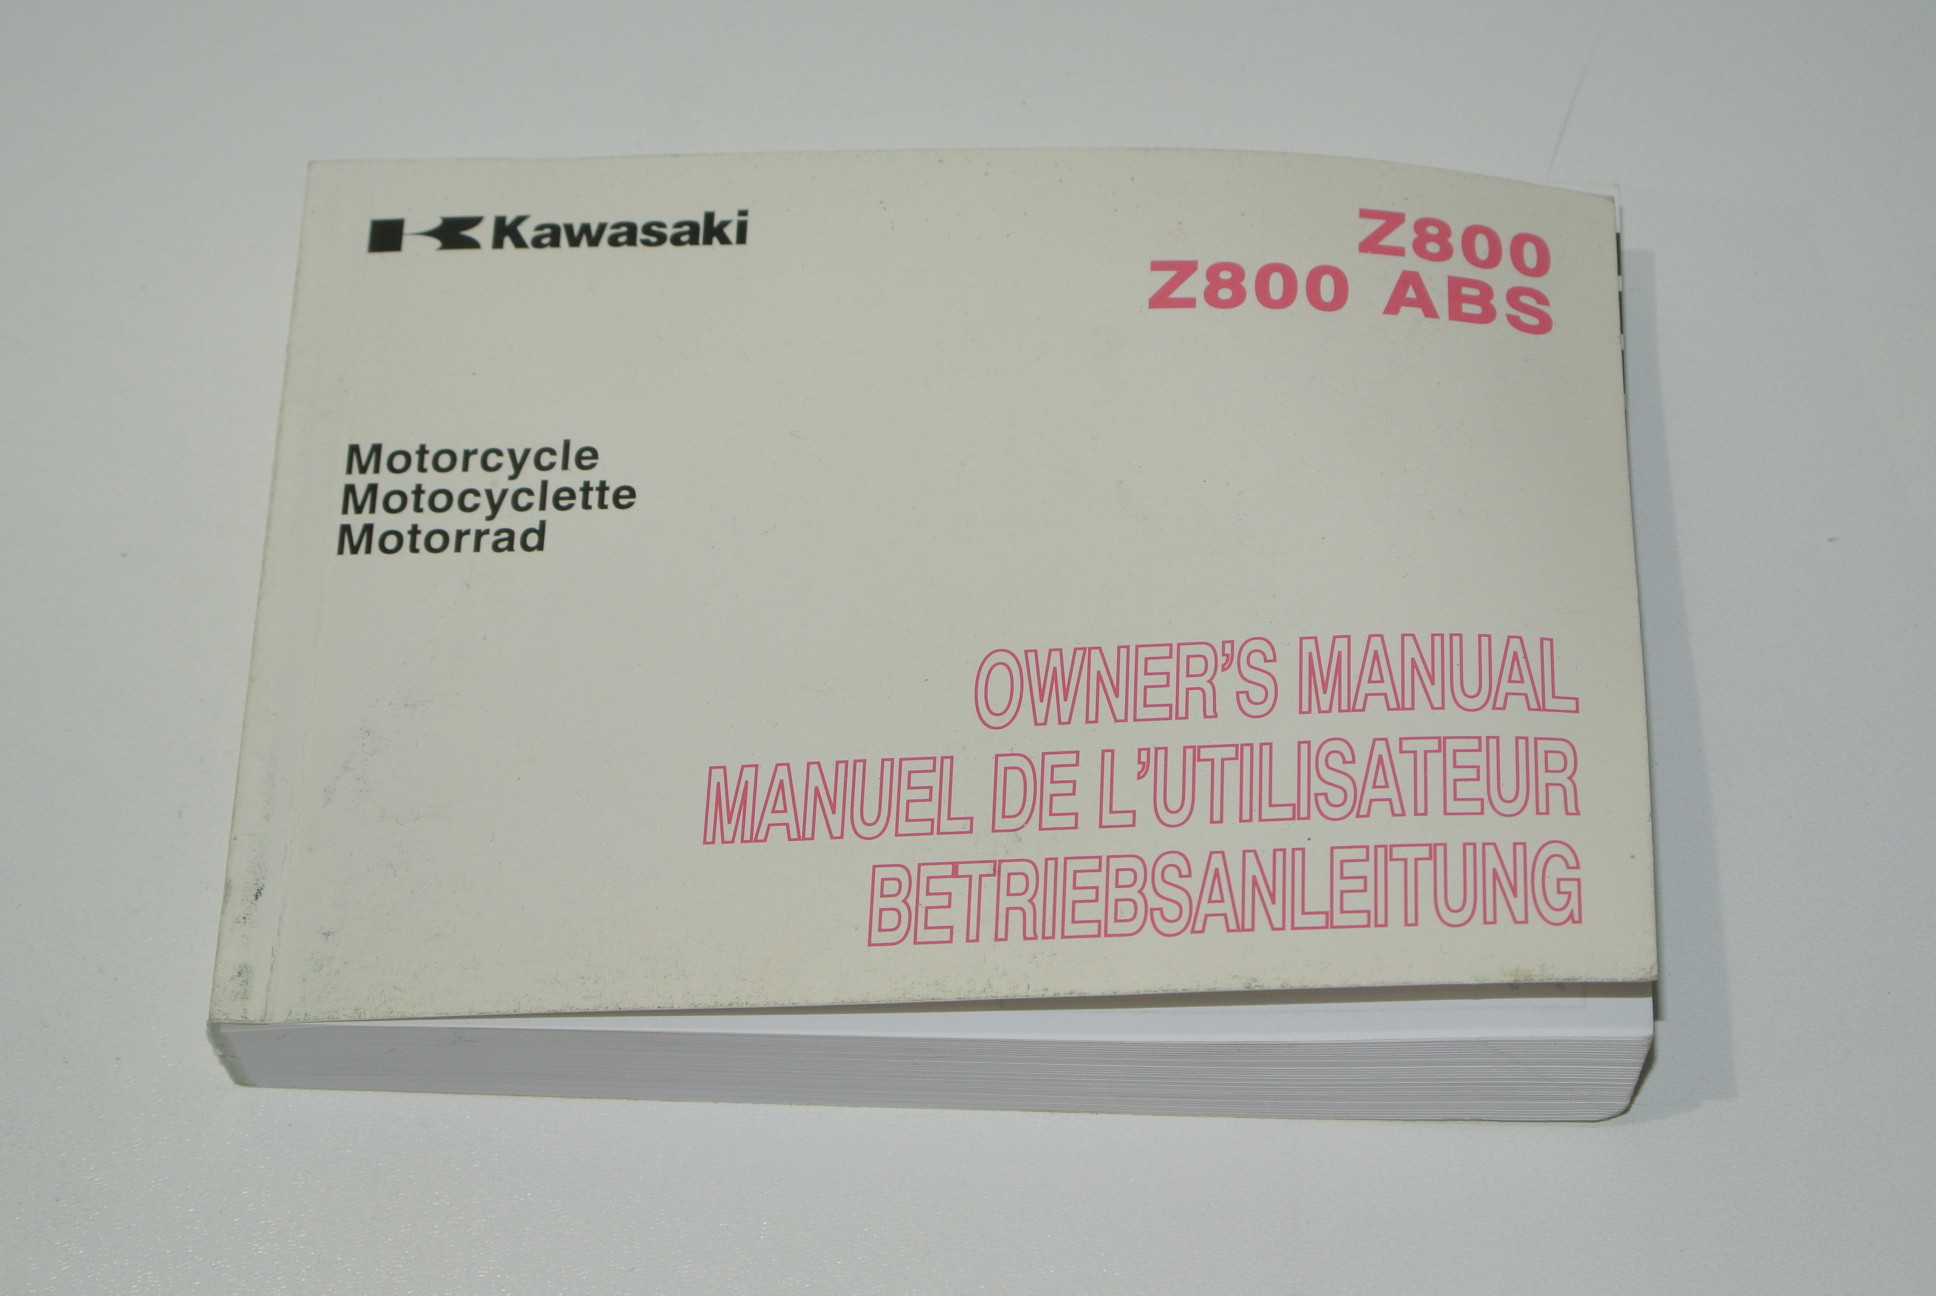 Kawasaki
Z800
Z800 ABS
Motorcycle
Motocyclette
Motorrad
OWNER'S MANUAL
MANUEL DE L'UTILISATEUR
BETRIEBSANLEITUNG